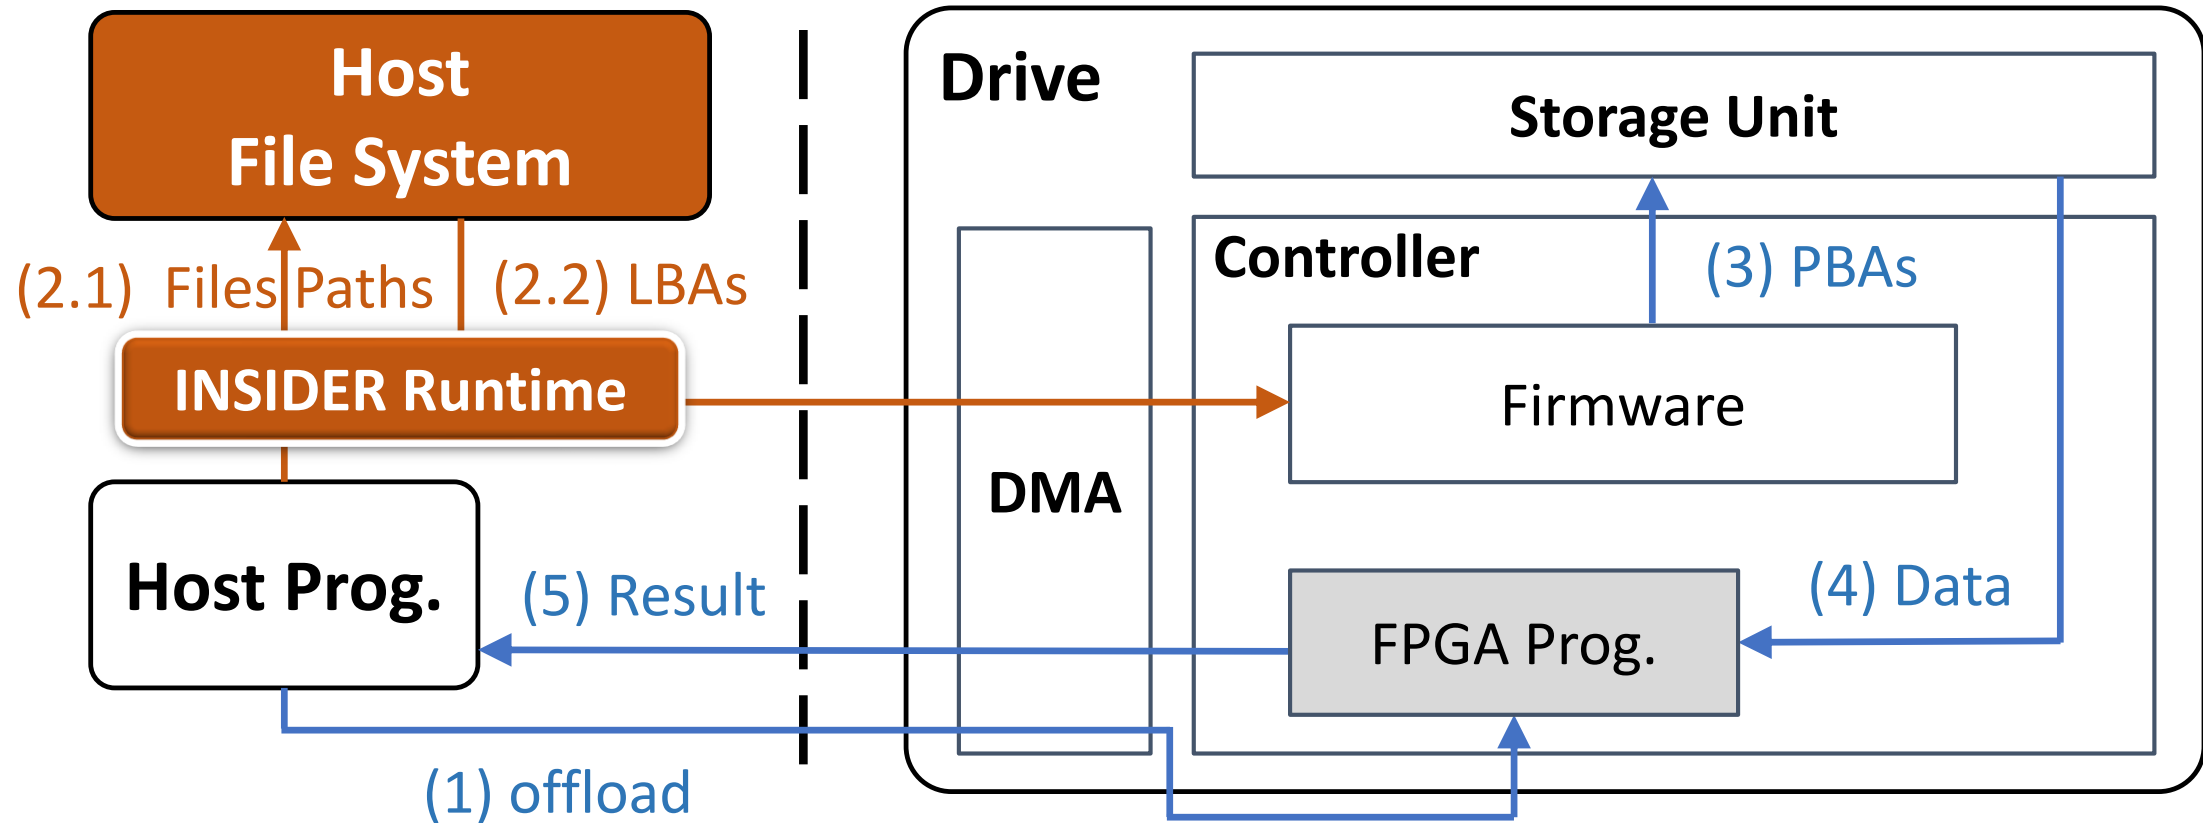 Host
File System
(2.1) Files Paths
(2.2) LBAs
INSIDER Runtime
Host Prog.
(5) Result
(1) offload
Drive
Storage Unit
Controller
(3) PBAs
Firmware
DMA
(4) Data
FPGA Prog.